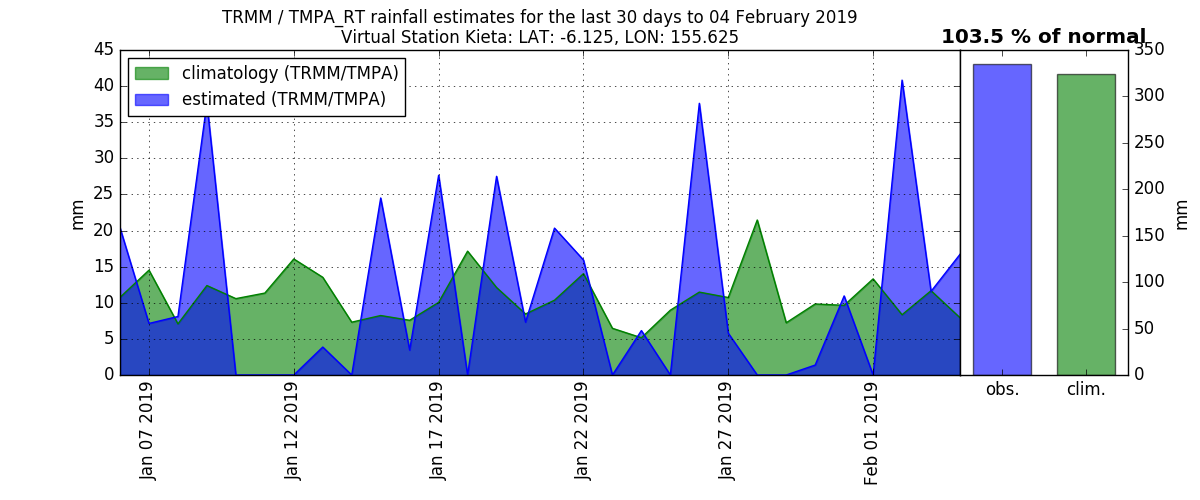 TRMM / TMPA_RT rainfall estimates for the last 30 days to 04 February 2019
Virtual Station Kieta: LAT: -6.125, LON: 155.625
103.5 % of normal
climatology (TRMM/TMPA)
estimated (TRMM/TMPA)
mm
45
40
35
30
25
20
15
10
5
0
Jan 07 2019
Jan 12 2019
Jan 17 2019
Jan 22 2019
Jan 27 2019
Feb 01 2019
350
300
250
200
150
100
50
0
mm
obs.
clim.